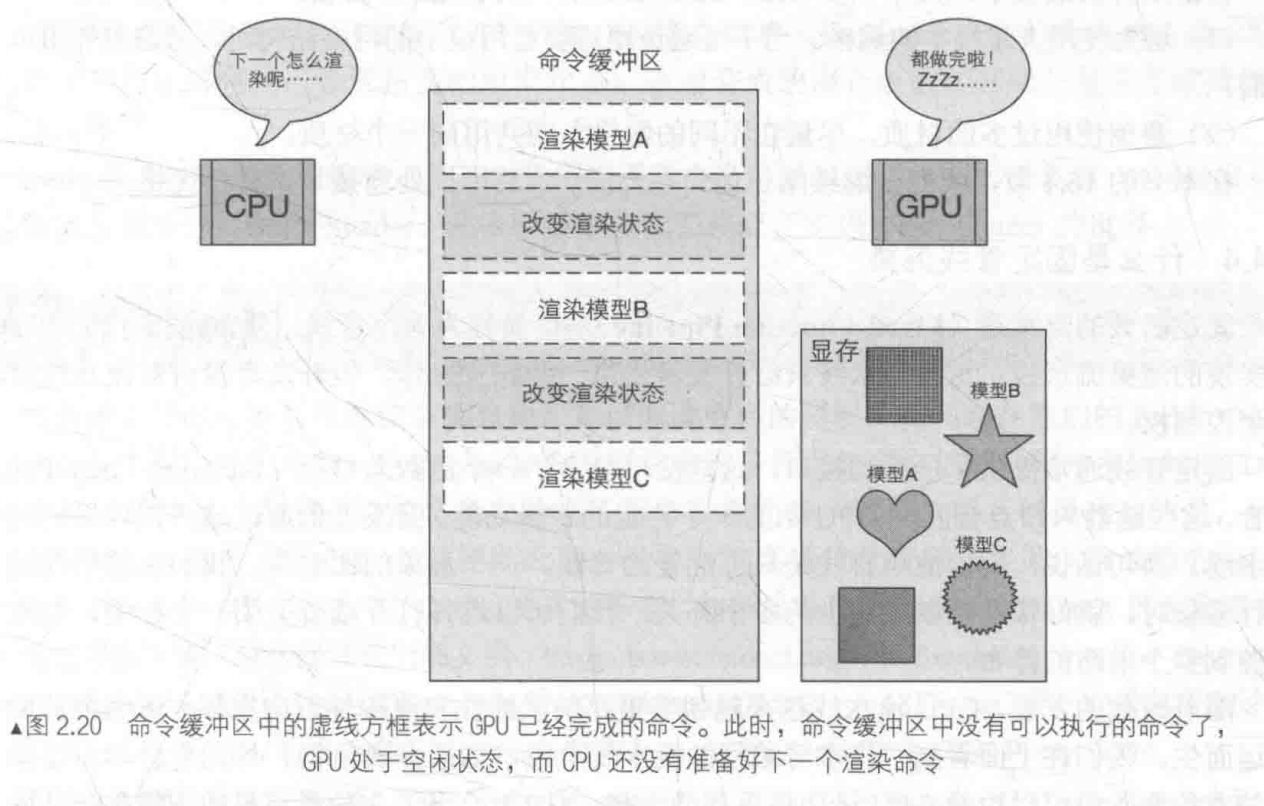 下一个怎么渲
染呢……
命令缓冲区
都做完啦！
ZzZz……
CPU
GPU
渲染模型A
改变渲染状态
渲染模型B
改变渲染状态
渲染模型C
显存
模型B
模型A
模型C
▲图 2.20 命令缓冲区中的虚线方框表示 GPU 已经完成的命令。此时，命令缓冲区中没有可以执行的命令了，
GPU 处于空闲状态，而 CPU 还没有准备好下一个渲染命令